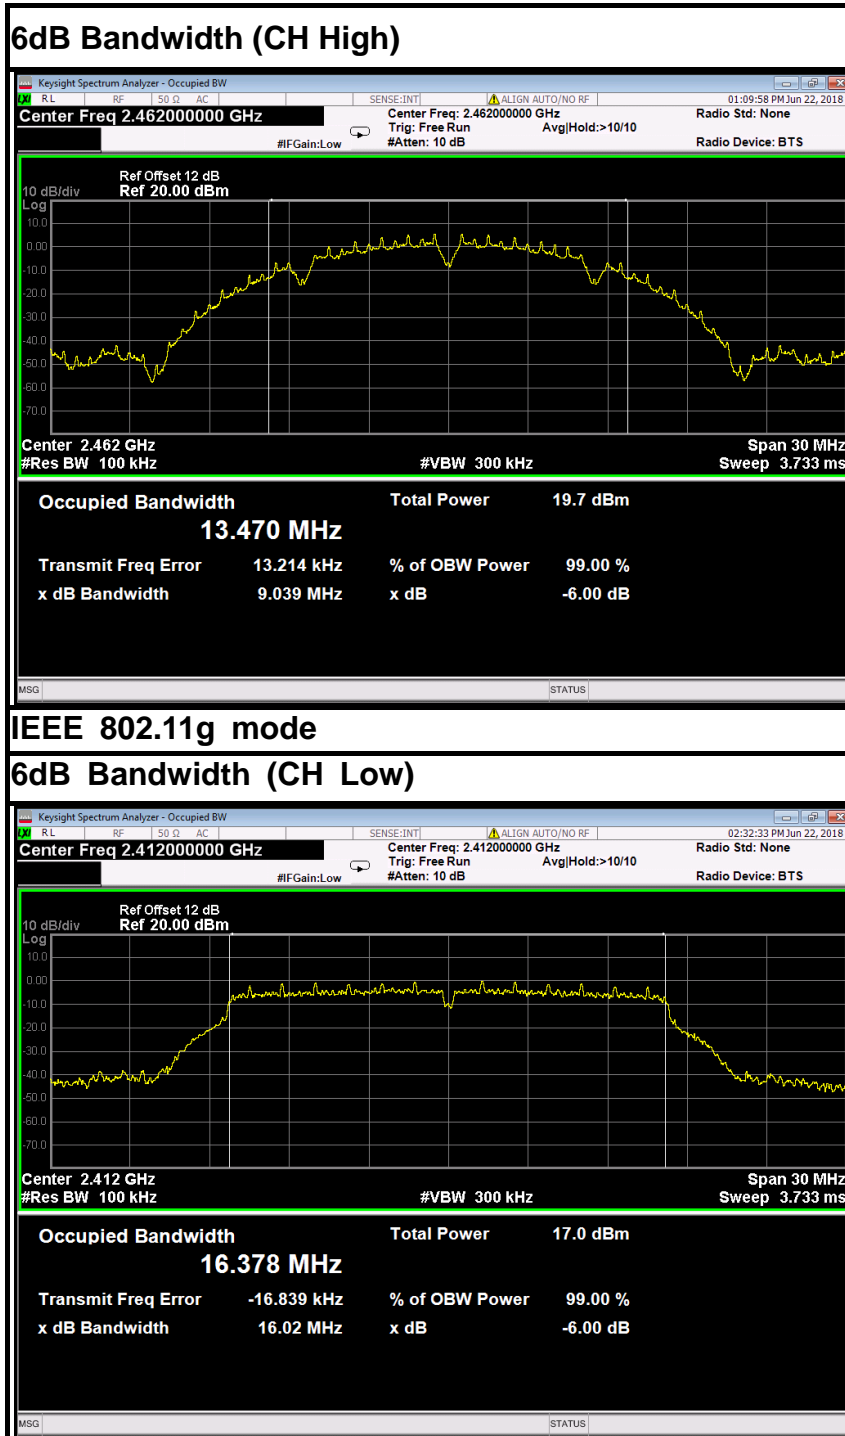 6dB Bandwidth (CH High)
Keysight Spectrum Analyzer - Occupied BW
LXI RL RF 50 Ω AC SENSE:INT ALIGN AUTO/NO RF 01:09:58 PM Jun 22, 2018
Center Freq 2.462000000 GHz Center Freq: 2.462000000 GHz Radio Std: None
Trig: Free Run Avg|Hold:>10/10
#IFGain:Low #Atten: 10 dB Radio Device: BTS
Ref Offset 12 dB
10 dB/div Ref 20.00 dBm
Log
10.0
0.00
-10.0
-20.0
-30.0
-40.0
-50.0
-60.0
-70.0
Center 2.462 GHz Span 30 MHz
#Res BW 100 kHz #VBW 300 kHz Sweep 3.733 ms
Occupied Bandwidth Total Power 19.7 dBm
13.470 MHz
Transmit Freq Error 13.214 kHz % of OBW Power 99.00 %
x dB Bandwidth 9.039 MHz x dB -6.00 dB
MSG STATUS
IEEE 802.11g mode
6dB Bandwidth (CH Low)
Keysight Spectrum Analyzer - Occupied BW
LXI RL RF 50 Ω AC SENSE:INT ALIGN AUTO/NO RF 02:32:33 PM Jun 22, 2018
Center Freq 2.412000000 GHz Center Freq: 2.412000000 GHz Radio Std: None
Trig: Free Run Avg|Hold:>10/10
#IFGain:Low #Atten: 10 dB Radio Device: BTS
Ref Offset 12 dB
10 dB/div Ref 20.00 dBm
Log
10.0
0.00
-10.0
-20.0
-30.0
-40.0
-50.0
-60.0
-70.0
Center 2.412 GHz Span 30 MHz
#Res BW 100 kHz #VBW 300 kHz Sweep 3.733 ms
Occupied Bandwidth Total Power 17.0 dBm
16.378 MHz
Transmit Freq Error -16.839 kHz % of OBW Power 99.00 %
x dB Bandwidth 16.02 MHz x dB -6.00 dB
MSG STATUS